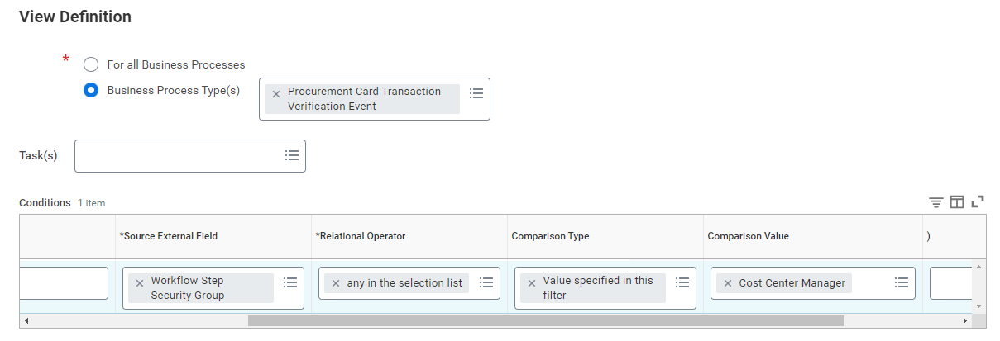 View Definition
*
For all Business Processes
Business Process Type(s)
× Procurement Card Transaction
Verification Event
Task(s)
Conditions 1 item
*Source External Field *Relational Operator Comparison Type Comparison Value )
× Workflow Step
Security Group
× any in the selection list
× Value specified in this
filter
× Cost Center Manager